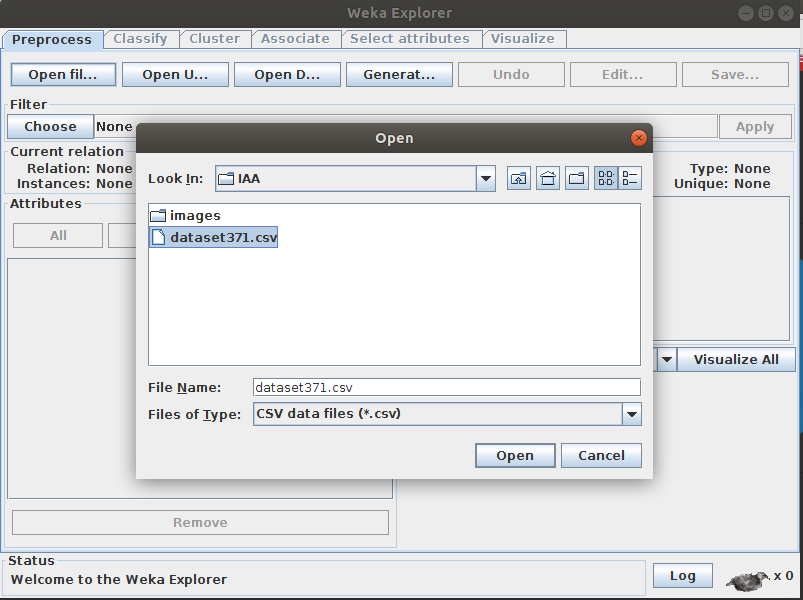 Weka Explorer
Preprocess Classify Cluster Associate Select attributes Visualize
Open fil... Open U... Open D... Generat... Undo Edit... Save...
Filter
Choose None Apply
Open
Current relation
Relation: None Type: None
Instances: None Unique: None
Look In: IAA
Attributes
All
images
dataset371.csv
Visualize All
File Name: dataset371.csv
Files of Type: CSV data files (*.csv)
Open Cancel
Remove
Status
Welcome to the Weka Explorer
Log x 0